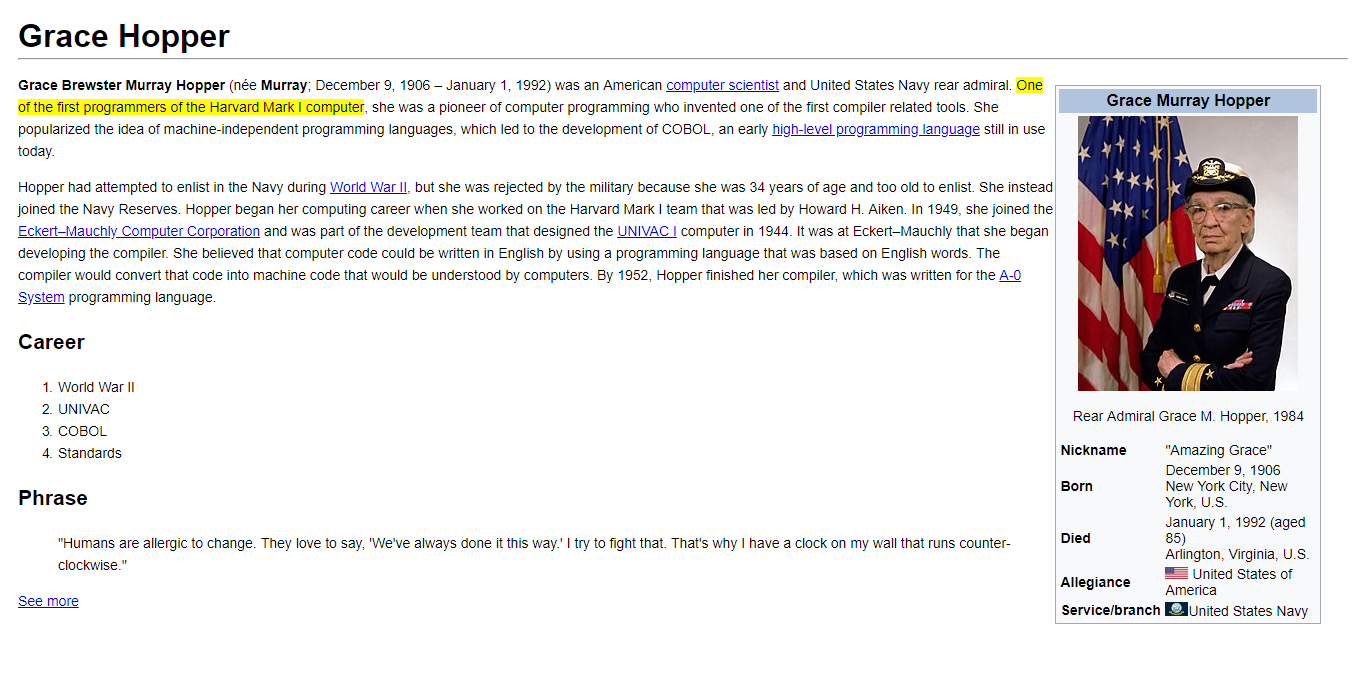 Grace Hopper
Grace Brewster Murray Hopper (née Murray; December 9, 1906 – January 1, 1992) was an American computer scientist and United States Navy rear admiral. One
of the first programmers of the Harvard Mark I computer, she was a pioneer of computer programming who invented one of the first compiler related tools. She
popularized the idea of machine-independent programming languages, which led to the development of COBOL, an early high-level programming language still in use
today.
Hopper had attempted to enlist in the Navy during World War II, but she was rejected by the military because she was 34 years of age and too old to enlist. She instead
joined the Navy Reserves. Hopper began her computing career when she worked on the Harvard Mark I team that was led by Howard H. Aiken. In 1949, she joined the
Eckert–Mauchly Computer Corporation and was part of the development team that designed the UNIVAC I computer in 1944. It was at Eckert–Mauchly that she began
developing the compiler. She believed that computer code could be written in English by using a programming language that was based on English words. The
compiler would convert that code into machine code that would be understood by computers. By 1952, Hopper finished her compiler, which was written for the A-0
System programming language.
Career
1. World War II
2. UNIVAC
3. COBOL
4. Standards
Phrase
"Humans are allergic to change. They love to say, 'We've always done it this way.' I try to fight that. That's why I have a clock on my wall that runs counter-
clockwise."
See more
Grace Murray Hopper
Rear Admiral Grace M. Hopper, 1984
Nickname "Amazing Grace"
Born December 9, 1906
New York City, New
York, U.S.
Died January 1, 1992 (aged
85)
Arlington, Virginia, U.S.
Allegiance United States of
America
Service/branch United States Navy